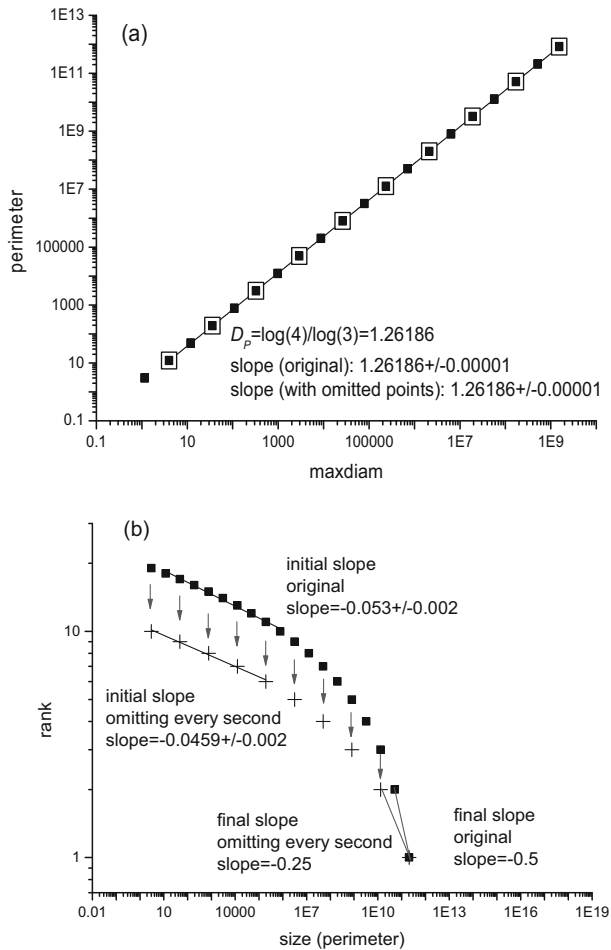 (a)
1E13
1E11
1E9
1E7
100000
1000
10
0.1
perimeter
D_P=log(4)/log(3)=1.26186
slope (original): 1.26186+/-0.00001
slope (with omitted points): 1.26186+/-0.00001
0.1 10 1000 100000 1E7 1E9
maxdiam
(b)
initial slope
original
slope=-0.053+/-0.002
10
rank
initial slope
omitting every second
slope=-0.0459+/-0.002
final slope
omitting every second
slope=-0.25
final slope
original
slope=-0.5
1
0.01 10 10000 1E7 1E10 1E13 1E16 1E19
size (perimeter)